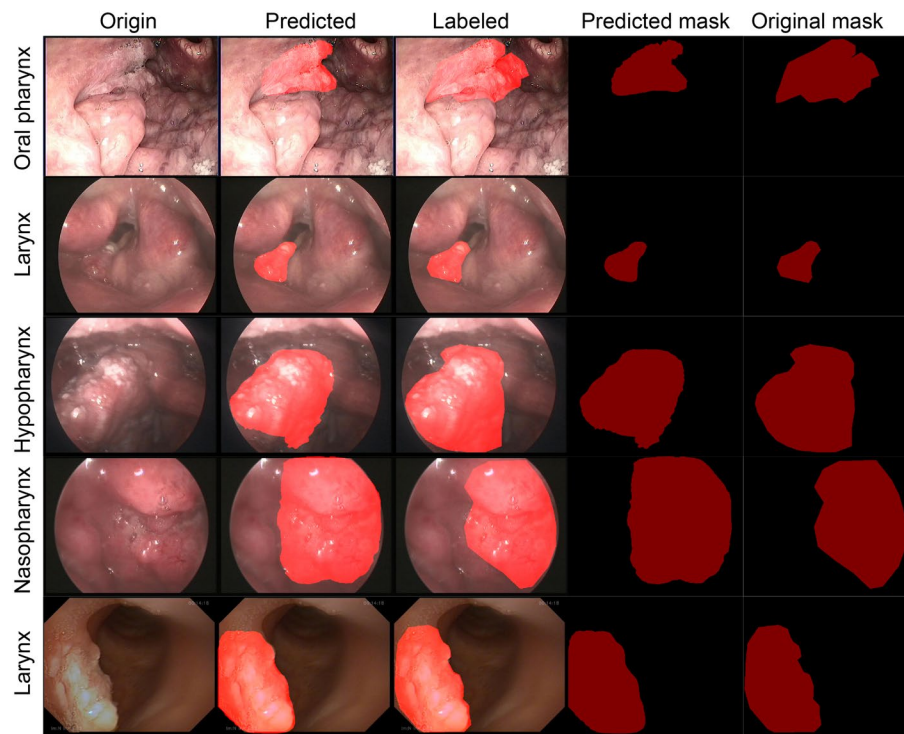 Origin Predicted Labeled Predicted mask Original mask
Oral pharynx
Larynx
Hypopharynx
Nasopharynx
Larynx